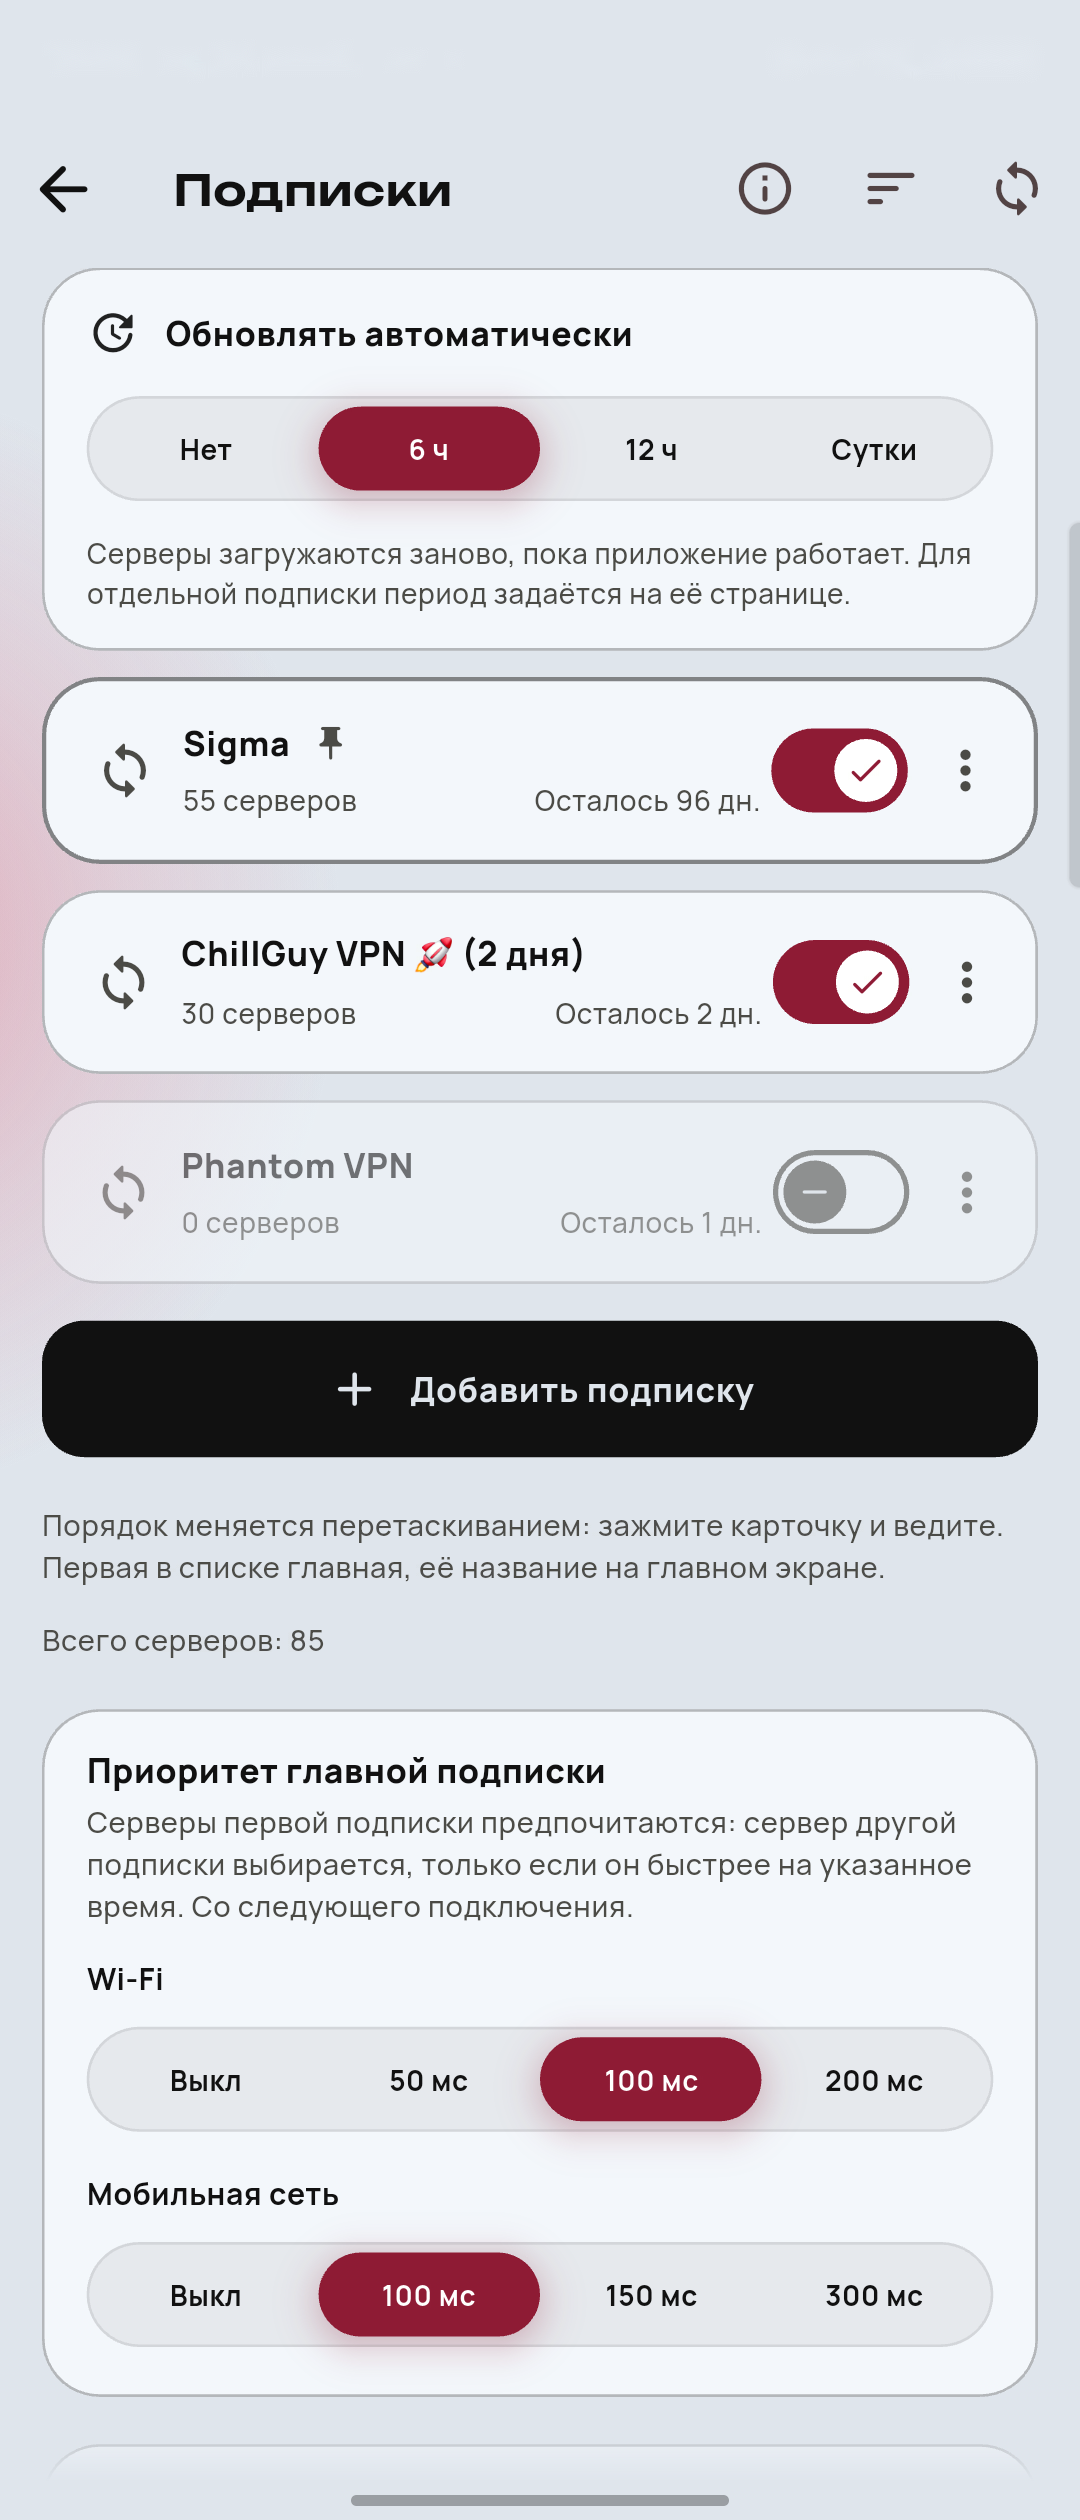 Подписки
Обновлять автоматически
Нет 6 ч 12 ч Сутки
Серверы загружаются заново, пока приложение работает. Для
отдельной подписки период задаётся на её странице.
Sigma
55 серверов Осталось 96 дн.
ChillGuy VPN 🚀 (2 дня)
30 серверов Осталось 2 дн.
Phantom VPN
0 серверов Осталось 1 дн.
Добавить подписку
Порядок меняется перетаскиванием: зажмите карточку и ведите.
Первая в списке главная, её название на главном экране.
Всего серверов: 85
Приоритет главной подписки
Серверы первой подписки предпочитаются: сервер другой
подписки выбирается, только если он быстрее на указанное
время. Со следующего подключения.
Wi-Fi
Выкл 50 мс 100 мс 200 мс
Мобильная сеть
Выкл 100 мс 150 мс 300 мс